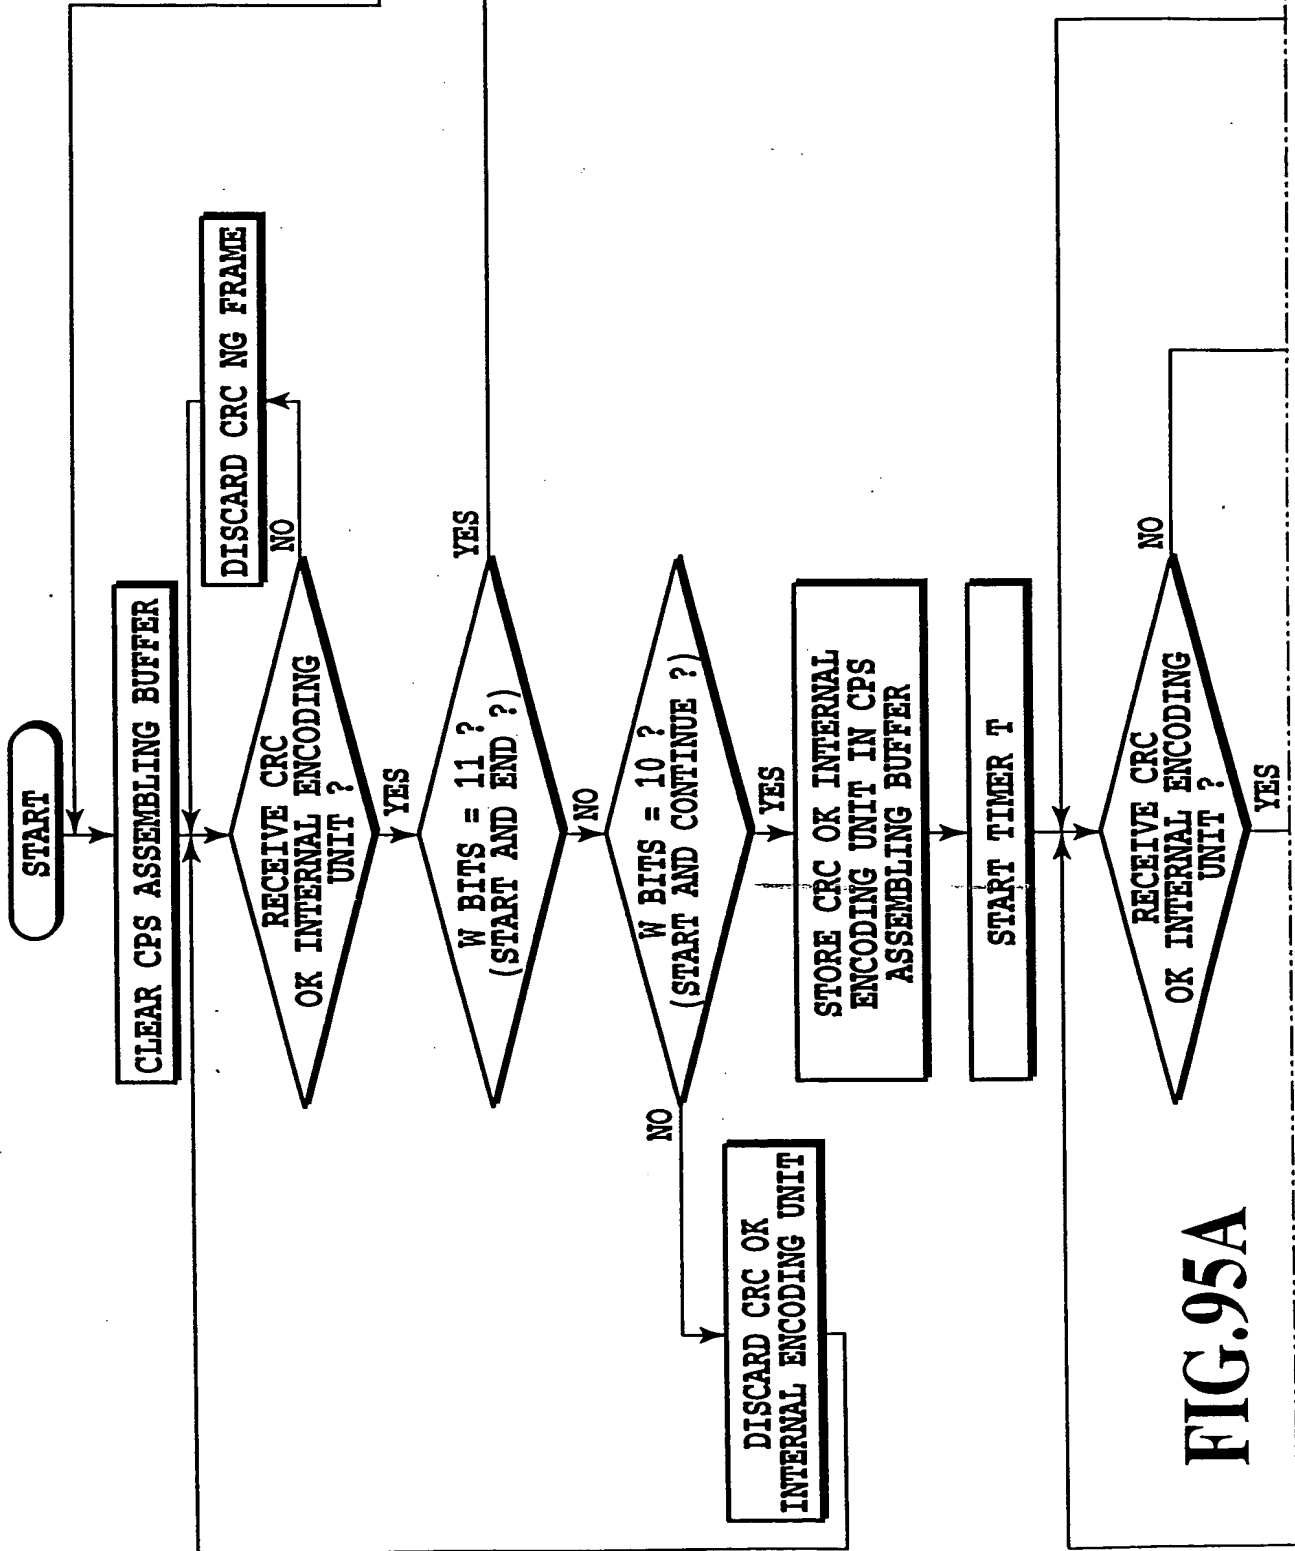 START
CLEAR CPS ASSEMBLING BUFFER
DISCARD CRC NG FRAME
NO
RECEIVE CRC
OK INTERNAL ENCODING
UNIT ?
YES
YES
W BITS = 11 ?
(START AND END ?)
NO
W BITS = 10 ?
(START AND CONTINUE ?)
NO
YES
DISCARD CRC OK
INTERNAL ENCODING UNIT
STORE CRC OK INTERNAL
ENCODING UNIT IN CPS
ASSEMBLING BUFFER
START TIMER T
NO
RECEIVE CRC
OK INTERNAL ENCODING
UNIT ?
YES
FIG.95A